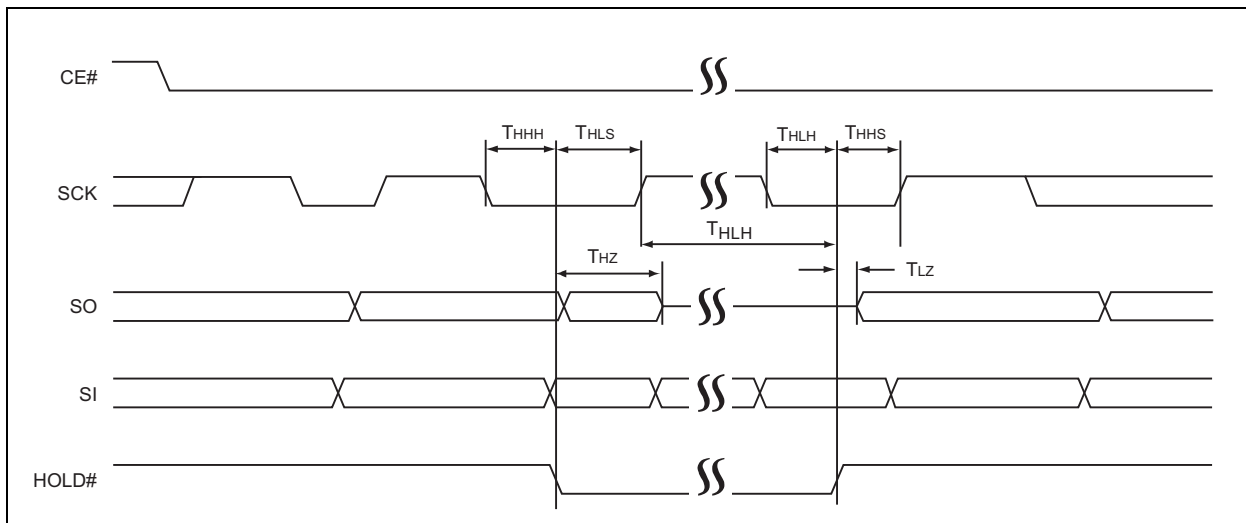 CE#
THHH THLS THLH THHS
SCK
THLH
THZ TLZ
SO
SI
HOLD#